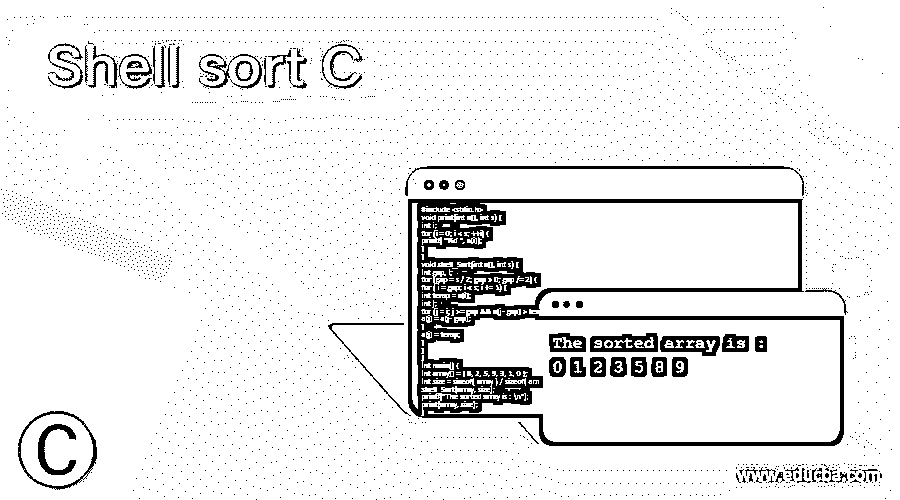 Shell sort C
#include <stdio.h>
void print(int a[], int s) {
int i;
for (i = 0; i < s; ++i) {
printf( "%d ", a[i]);
}
}
void shell_Sort(int a[], int s) {
int gap, i;
for (gap = s / 2; gap > 0; gap /= 2) {
for ( i = gap; i < s; i += 1) {
int temp = a[i];
int j;
for (j = i; j >= gap && a[j - gap] >
a[j] = a[j - gap];
}
a[j] = temp;
}
}
}
int main() {
int array[] = { 8, 2, 5, 9, 3, 1, 0 };
int size = sizeof( array ) / sizeof( arr
shell_Sort(array, size);
printf( "The sorted array is : \n");
print(array, size);
}
The sorted array is :
0 1 2 3 5 8 9
C
www.educba.com